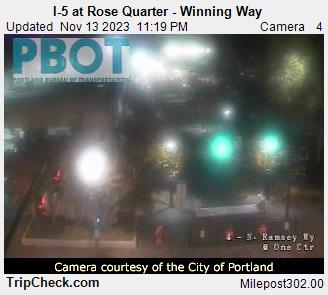 I-5 at Rose Quarter - Winning Way
Updated Nov 13 2023 11:19 PM Camera 4
PBOT
PORTLAND BUREAU OF TRANSPORTATION
4 - N. Ramsey Wy
@ One Ctr
Camera courtesy of the City of Portland
TripCheck.com Milepost302.00